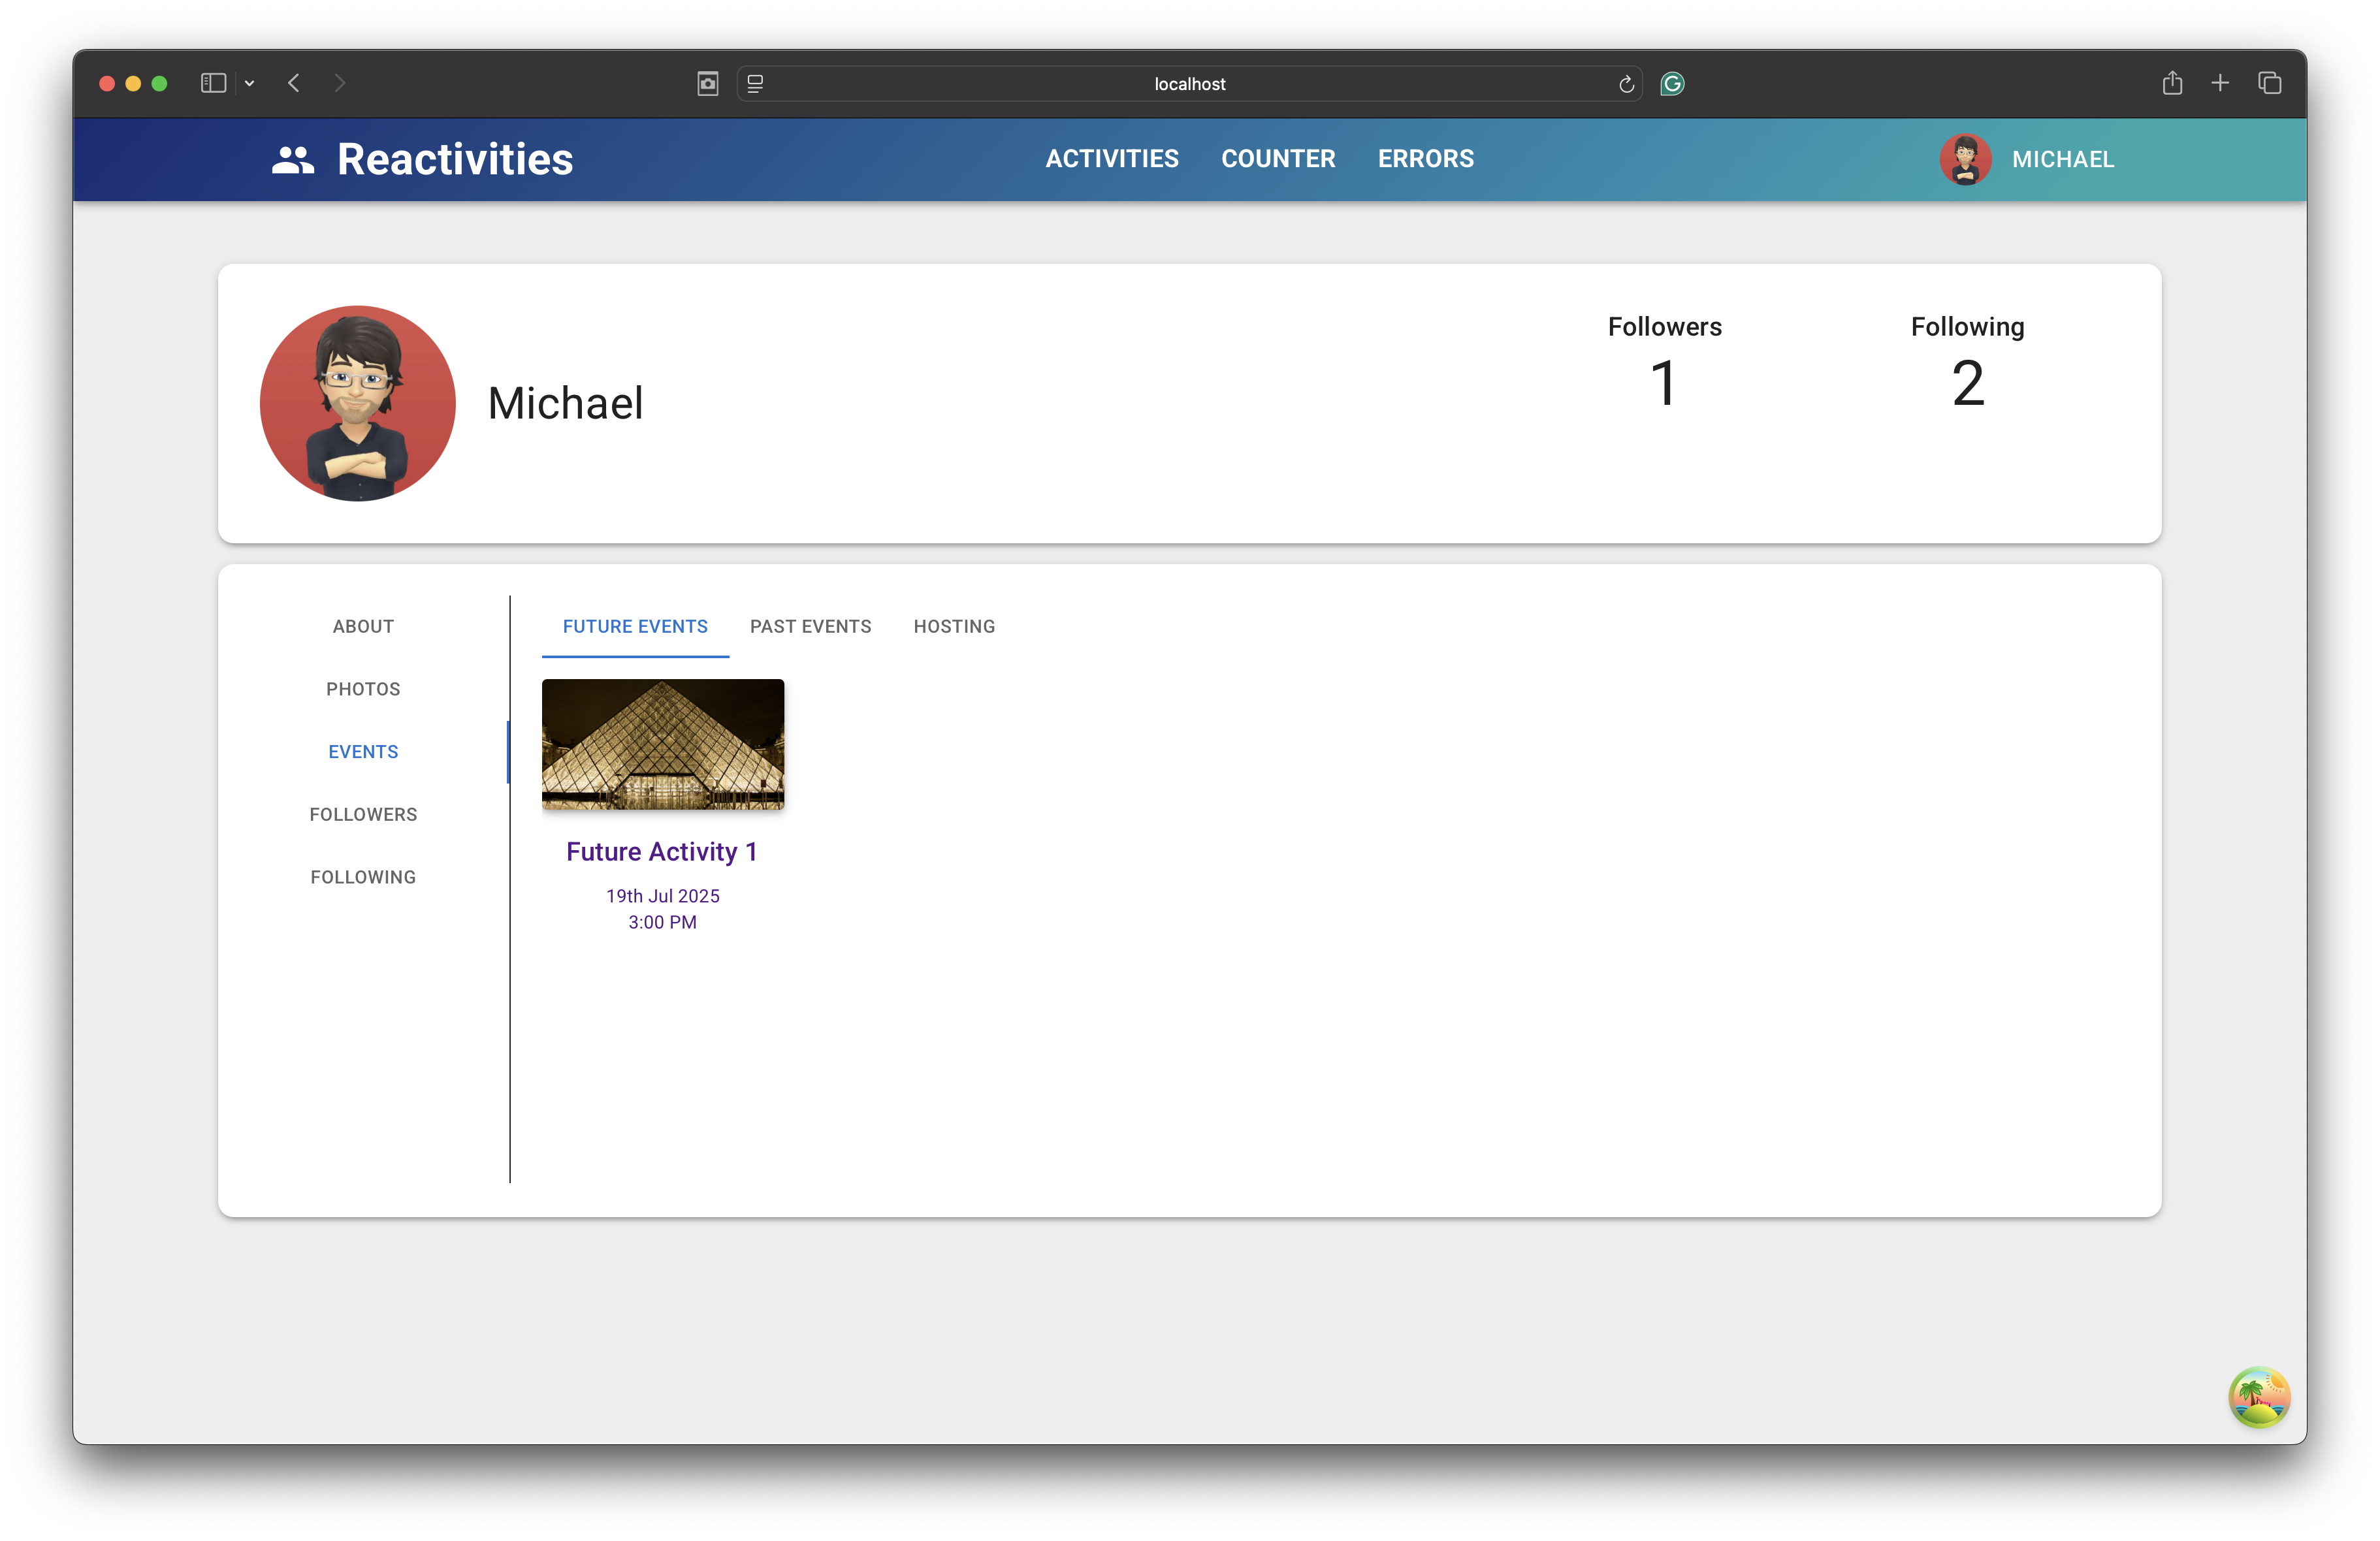 localhost
Reactivities
ACTIVITIES COUNTER ERRORS
MICHAEL
Michael
Followers
1
Following
2
ABOUT
PHOTOS
EVENTS
FOLLOWERS
FOLLOWING
FUTURE EVENTS PAST EVENTS HOSTING
Future Activity 1
19th Jul 2025
3:00 PM